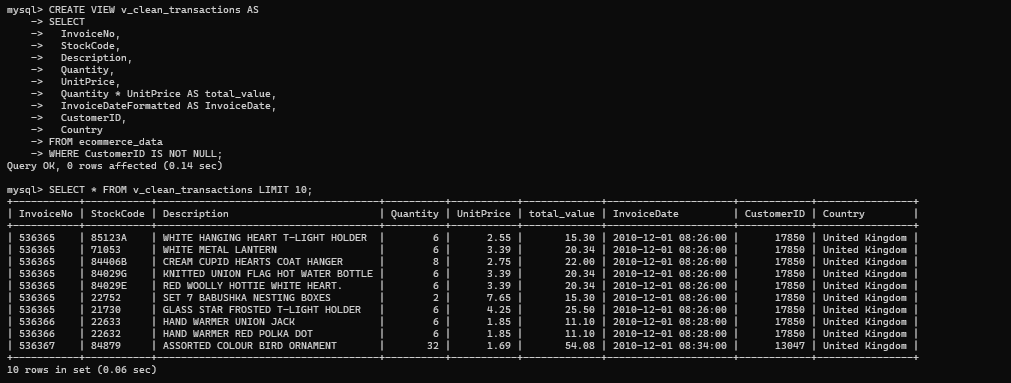 mysql> CREATE VIEW v_clean_transactions AS
    -> SELECT
    ->   InvoiceNo,
    ->   StockCode,
    ->   Description,
    ->   Quantity,
    ->   UnitPrice,
    ->   Quantity * UnitPrice AS total_value,
    ->   InvoiceDateFormatted AS InvoiceDate,
    ->   CustomerID,
    ->   Country
    -> FROM ecommerce_data
    -> WHERE CustomerID IS NOT NULL;
Query OK, 0 rows affected (0.14 sec)

mysql> SELECT * FROM v_clean_transactions LIMIT 10;
+-----------+-----------+-------------------------------------+----------+-----------+-------------+---------------------+------------+----------------+
| InvoiceNo | StockCode | Description                         | Quantity | UnitPrice | total_value | InvoiceDate         | CustomerID | Country        |
+-----------+-----------+-------------------------------------+----------+-----------+-------------+---------------------+------------+----------------+
| 536365    | 85123A    | WHITE HANGING HEART T-LIGHT HOLDER  |        6 |      2.55 |       15.30 | 2010-12-01 08:26:00 |      17850 | United Kingdom |
| 536365    | 71053     | WHITE METAL LANTERN                 |        6 |      3.39 |       20.34 | 2010-12-01 08:26:00 |      17850 | United Kingdom |
| 536365    | 84406B    | CREAM CUPID HEARTS COAT HANGER      |        8 |      2.75 |       22.00 | 2010-12-01 08:26:00 |      17850 | United Kingdom |
| 536365    | 84029G    | KNITTED UNION FLAG HOT WATER BOTTLE |        6 |      3.39 |       20.34 | 2010-12-01 08:26:00 |      17850 | United Kingdom |
| 536365    | 84029E    | RED WOOLLY HOTTIE WHITE HEART.      |        6 |      3.39 |       20.34 | 2010-12-01 08:26:00 |      17850 | United Kingdom |
| 536365    | 22752     | SET 7 BABUSHKA NESTING BOXES        |        2 |      7.65 |       15.30 | 2010-12-01 08:26:00 |      17850 | United Kingdom |
| 536365    | 21730     | GLASS STAR FROSTED T-LIGHT HOLDER   |        6 |      4.25 |       25.50 | 2010-12-01 08:26:00 |      17850 | United Kingdom |
| 536366    | 22633     | HAND WARMER UNION JACK              |        6 |      1.85 |       11.10 | 2010-12-01 08:28:00 |      17850 | United Kingdom |
| 536366    | 22632     | HAND WARMER RED POLKA DOT           |        6 |      1.85 |       11.10 | 2010-12-01 08:28:00 |      17850 | United Kingdom |
| 536367    | 84879     | ASSORTED COLOUR BIRD ORNAMENT       |       32 |      1.69 |       54.08 | 2010-12-01 08:34:00 |      13047 | United Kingdom |
+-----------+-----------+-------------------------------------+----------+-----------+-------------+---------------------+------------+----------------+
10 rows in set (0.06 sec)